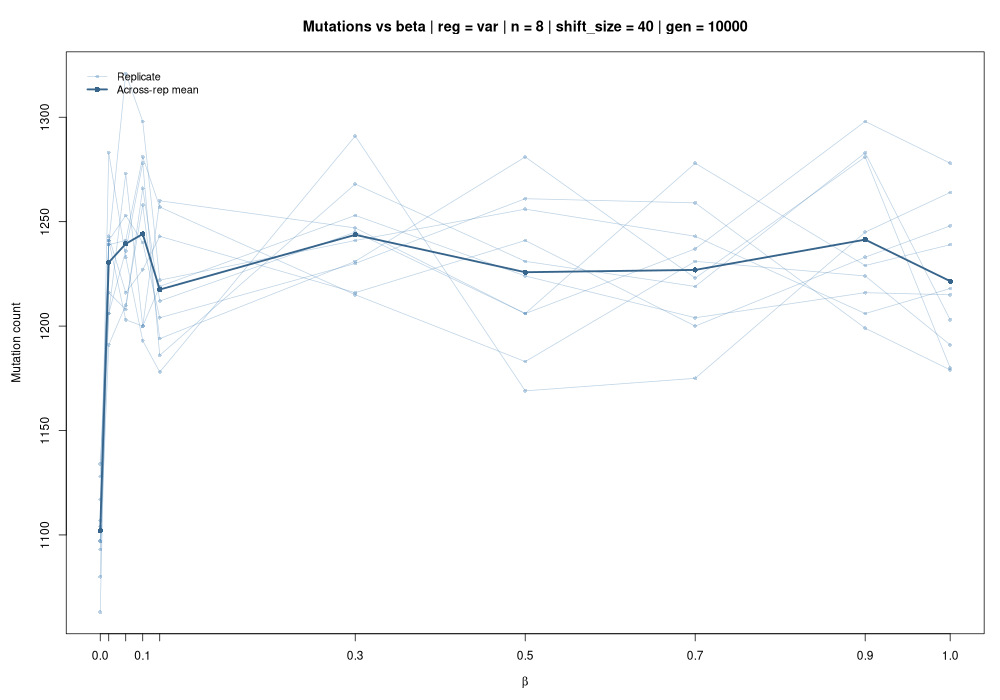 Mutations vs beta | reg = var | n = 8 | shift_size = 40 | gen = 10000
Replicate
Across-rep mean
Mutation count
1300
1250
1200
1150
1100
0.0 0.1 0.3 0.5 0.7 0.9 1.0
β